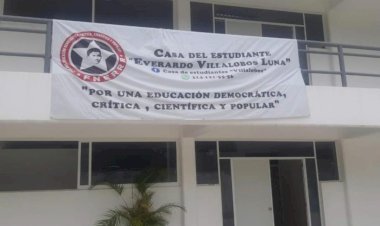 CASA DEL ESTUDIANTE
"EVERARDO VILLALOBOS LUNA"
Casa de estudiantes "Villalobos"
"POR UNA EDUCACIÓN DEMOCRÁTICA,
CRÍTICA , CIENTÍFICA Y POPULAR"
F.N.E.R.R.R.